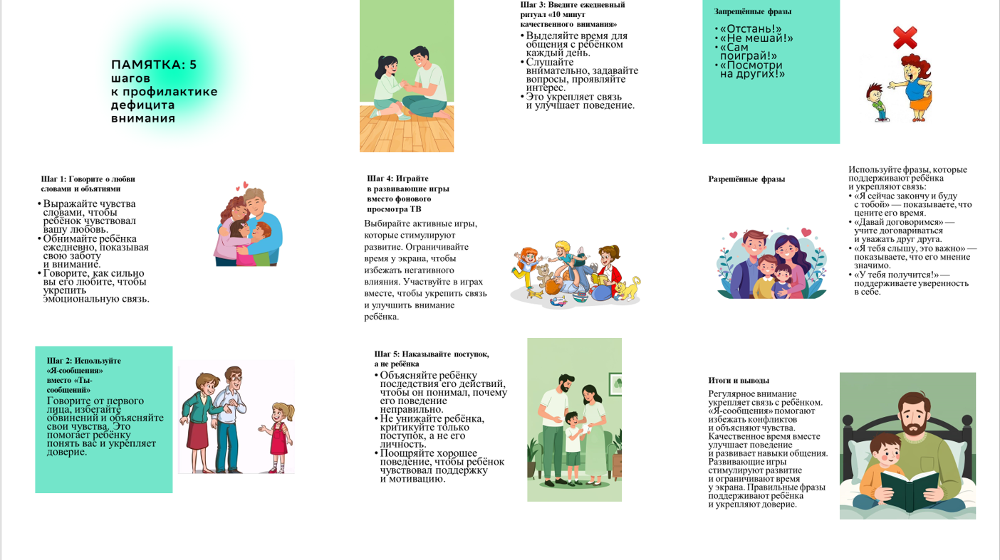 ПАМЯТКА: 5
шагов
к профилактике
дефицита
внимания
Шаг 1: Говорите о любви
словами и объятиями
• Выражайте чувства
словами, чтобы
ребёнок чувствовал
вашу любовь.
• Обнимайте ребёнка
ежедневно, показывая
свою заботу
и внимание.
• Говорите, как сильно
вы его любите, чтобы
укрепить
эмоциональную связь.
Шаг 2: Используйте
«Я-сообщения»
вместо «Ты-
сообщений»
Говорите от первого
лица, избегайте
обвинений и объясняйте
свои чувства. Это
помогает ребёнку
понять вас и укрепляет
доверие.
Шаг 3: Введите ежедневный
ритуал «10 минут
качественного внимания»
• Выделяйте время для
общения с ребёнком
каждый день.
• Слушайте
внимательно, задавайте
вопросы, проявляйте
интерес.
• Это укрепляет связь
и улучшает поведение.
Шаг 4: Играйте
в развивающие игры
вместо фонового
просмотра ТВ
Выбирайте активные игры,
которые стимулируют
развитие. Ограничивайте
время у экрана, чтобы
избежать негативного
влияния. Участвуйте в играх
вместе, чтобы укрепить связь
и улучшить внимание
ребёнка.
Шаг 5: Наказывайте поступок,
а не ребёнка
• Объясняйте ребёнку
последствия его действий,
чтобы он понимал, почему
его поведение
неправильно.
• Не унижайте ребёнка,
критикуйте только
поступок, а не его
личность.
• Поощряйте хорошее
поведение, чтобы ребёнок
чувствовал поддержку
и мотивацию.
Запрещённые фразы
• «Отстань!»
• «Не мешай!»
• «Сам
поиграй!»
• «Посмотри
на других!»
Разрешённые фразы
Используйте фразы, которые
поддерживают ребёнка
и укрепляют связь:
• «Я сейчас закончу и буду
с тобой» — показываете, что
цените его время.
• «Давай договоримся» —
учите договариваться
и уважать друг друга.
• «Я тебя слышу, это важно» —
показываете, что его мнение
значимо.
• «У тебя получится!» —
поддерживаете уверенность
в себе.
Итоги и выводы
Регулярное внимание
укрепляет связь с ребёнком.
«Я-сообщения» помогают
избежать конфликтов
и объясняют чувства.
Качественное время вместе
улучшает поведение
и развивает навыки общения.
Развивающие игры
стимулируют развитие
и ограничивают время
у экрана. Правильные фразы
поддерживают ребёнка
и укрепляют доверие.